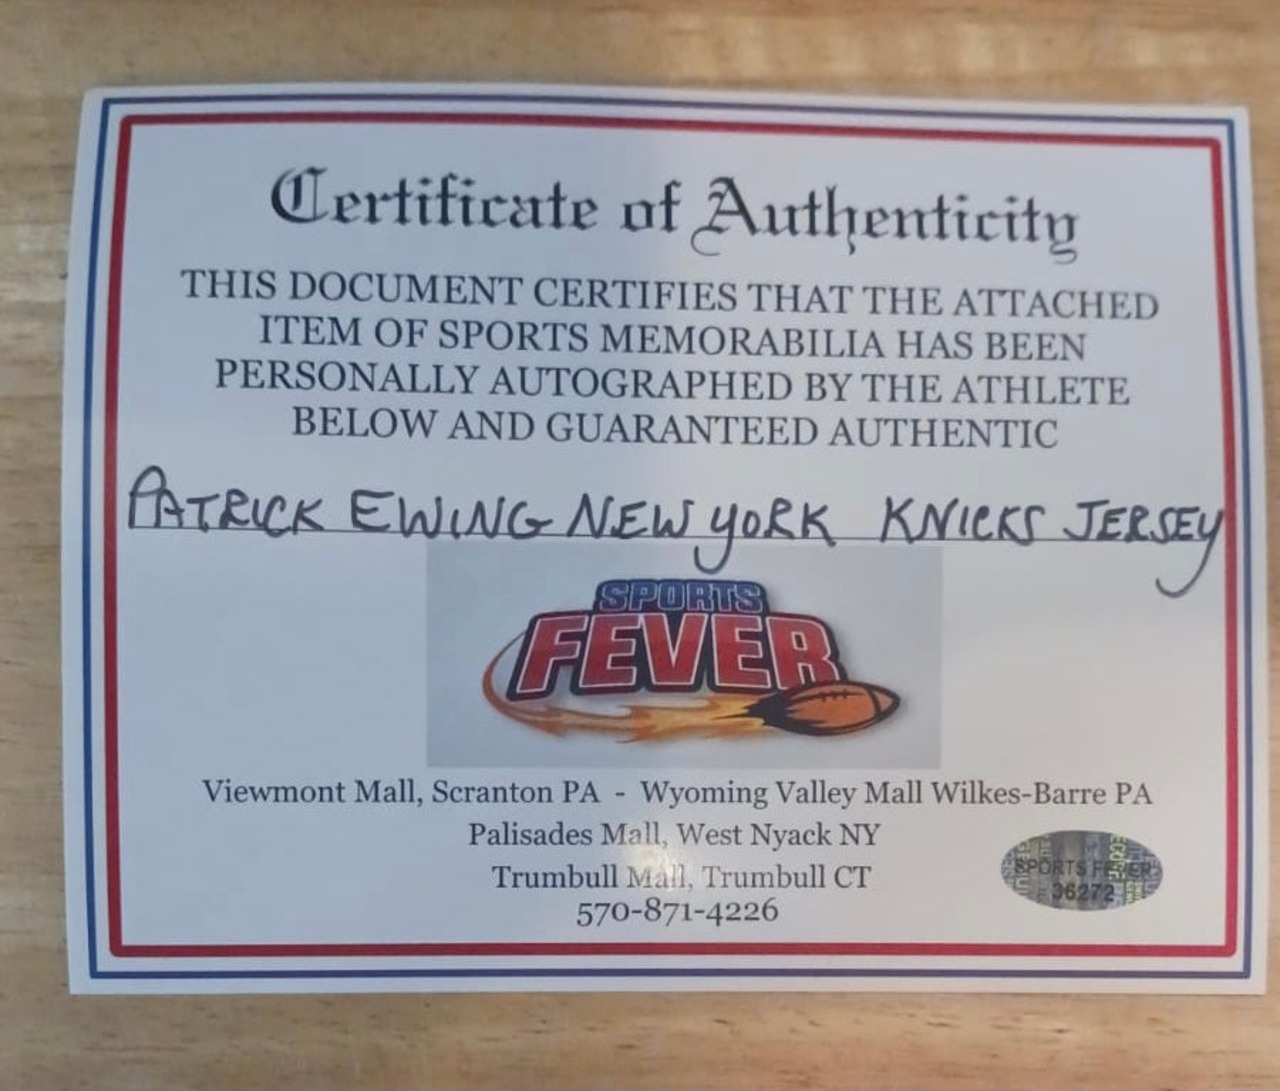 Certificate of Authenticity
THIS DOCUMENT CERTIFIES THAT THE ATTACHED
ITEM OF SPORTS MEMORABILIA HAS BEEN
PERSONALLY AUTOGRAPHED BY THE ATHLETE
BELOW AND GUARANTEED AUTHENTIC
PATRICK EWING NEW YORK KNICKS JERSEY
SPORTS
FEVER
Viewmont Mall, Scranton PA - Wyoming Valley Mall Wilkes-Barre PA
Palisades Mall, West Nyack NY
Trumbull Mall, Trumbull CT
570-871-4226
SPORTS FEVER
36272